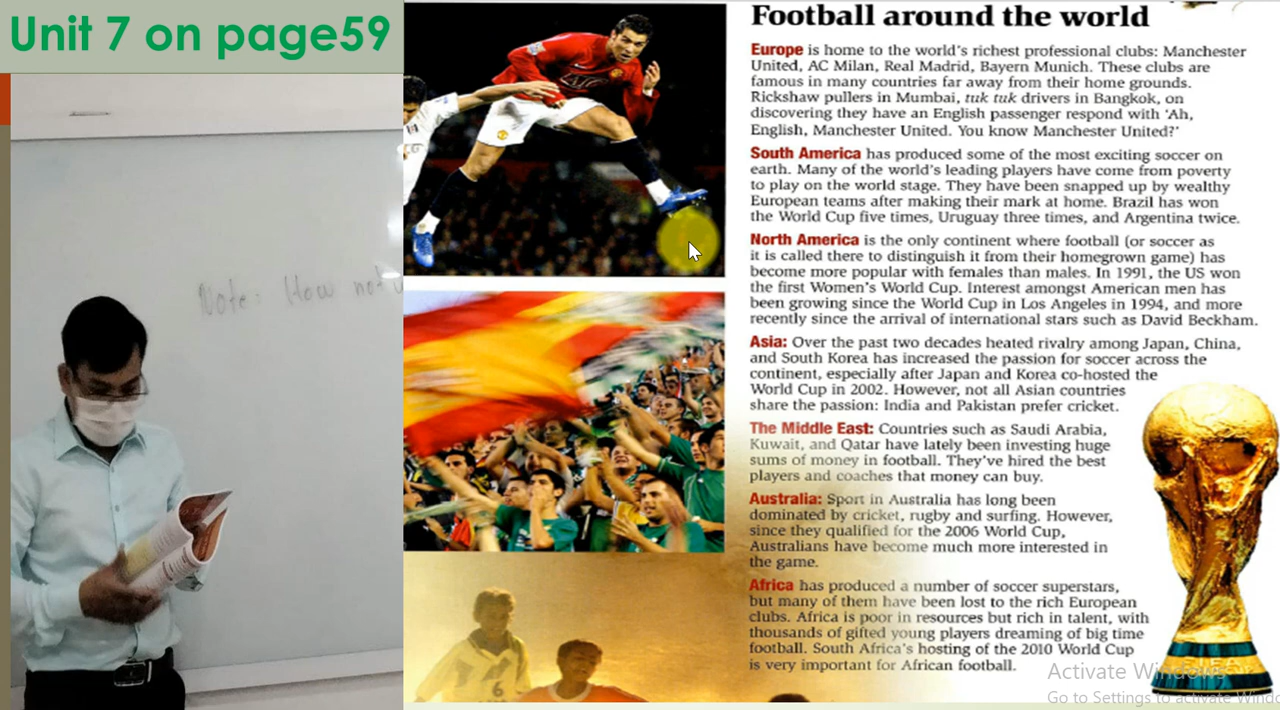 Unit 7 on page59
Note: How not
Football around the world
Europe is home to the world's richest professional clubs: Manchester
United, AC Milan, Real Madrid, Bayern Munich. These clubs are
famous in many countries far away from their home grounds.
Rickshaw pullers in Mumbai, tuk tuk drivers in Bangkok, on
discovering they have an English passenger respond with 'Ah,
English, Manchester United. You know Manchester United?'
South America has produced some of the most exciting soccer on
earth. Many of the world's leading players have come from poverty
to play on the world stage. They have been snapped up by wealthy
European teams after making their mark at home. Brazil has won
the World Cup five times, Uruguay three times, and Argentina twice.
North America is the only continent where football (or soccer as
it is called there to distinguish it from their homegrown game) has
become more popular with females than males. In 1991, the US won
the first Women's World Cup. Interest amongst American men has
been growing since the World Cup in Los Angeles in 1994, and more
recently since the arrival of international stars such as David Beckham.
Asia: Over the past two decades heated rivalry among Japan, China,
and South Korea has increased the passion for soccer across the
continent, especially after Japan and Korea co-hosted the
World Cup in 2002. However, not all Asian countries
share the passion: India and Pakistan prefer cricket.
The Middle East: Countries such as Saudi Arabia,
Kuwait, and Qatar have lately been investing huge
sums of money in football. They've hired the best
players and coaches that money can buy.
Australia: Sport in Australia has long been
dominated by cricket, rugby and surfing. However,
since they qualified for the 2006 World Cup,
Australians have become much more interested in
the game.
Africa has produced a number of soccer superstars,
but many of them have been lost to the rich European
clubs. Africa is poor in resources but rich in talent, with
thousands of gifted young players dreaming of big time
football. South Africa's hosting of the 2010 World Cup
is very important for African football.
6
Activate Windows
Go to Settings to activate Windo